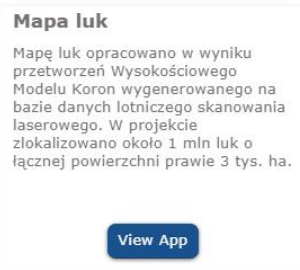 Mapa luk
Mapę luk opracowano w wyniku
przetworzeń Wysokościowego
Modelu Koron wygenerowanego na
bazie danych lotniczego skanowania
laserowego. W projekcie
zlokalizowano około 1 mln luk o
łącznej powierzchni prawie 3 tys. ha.
View App